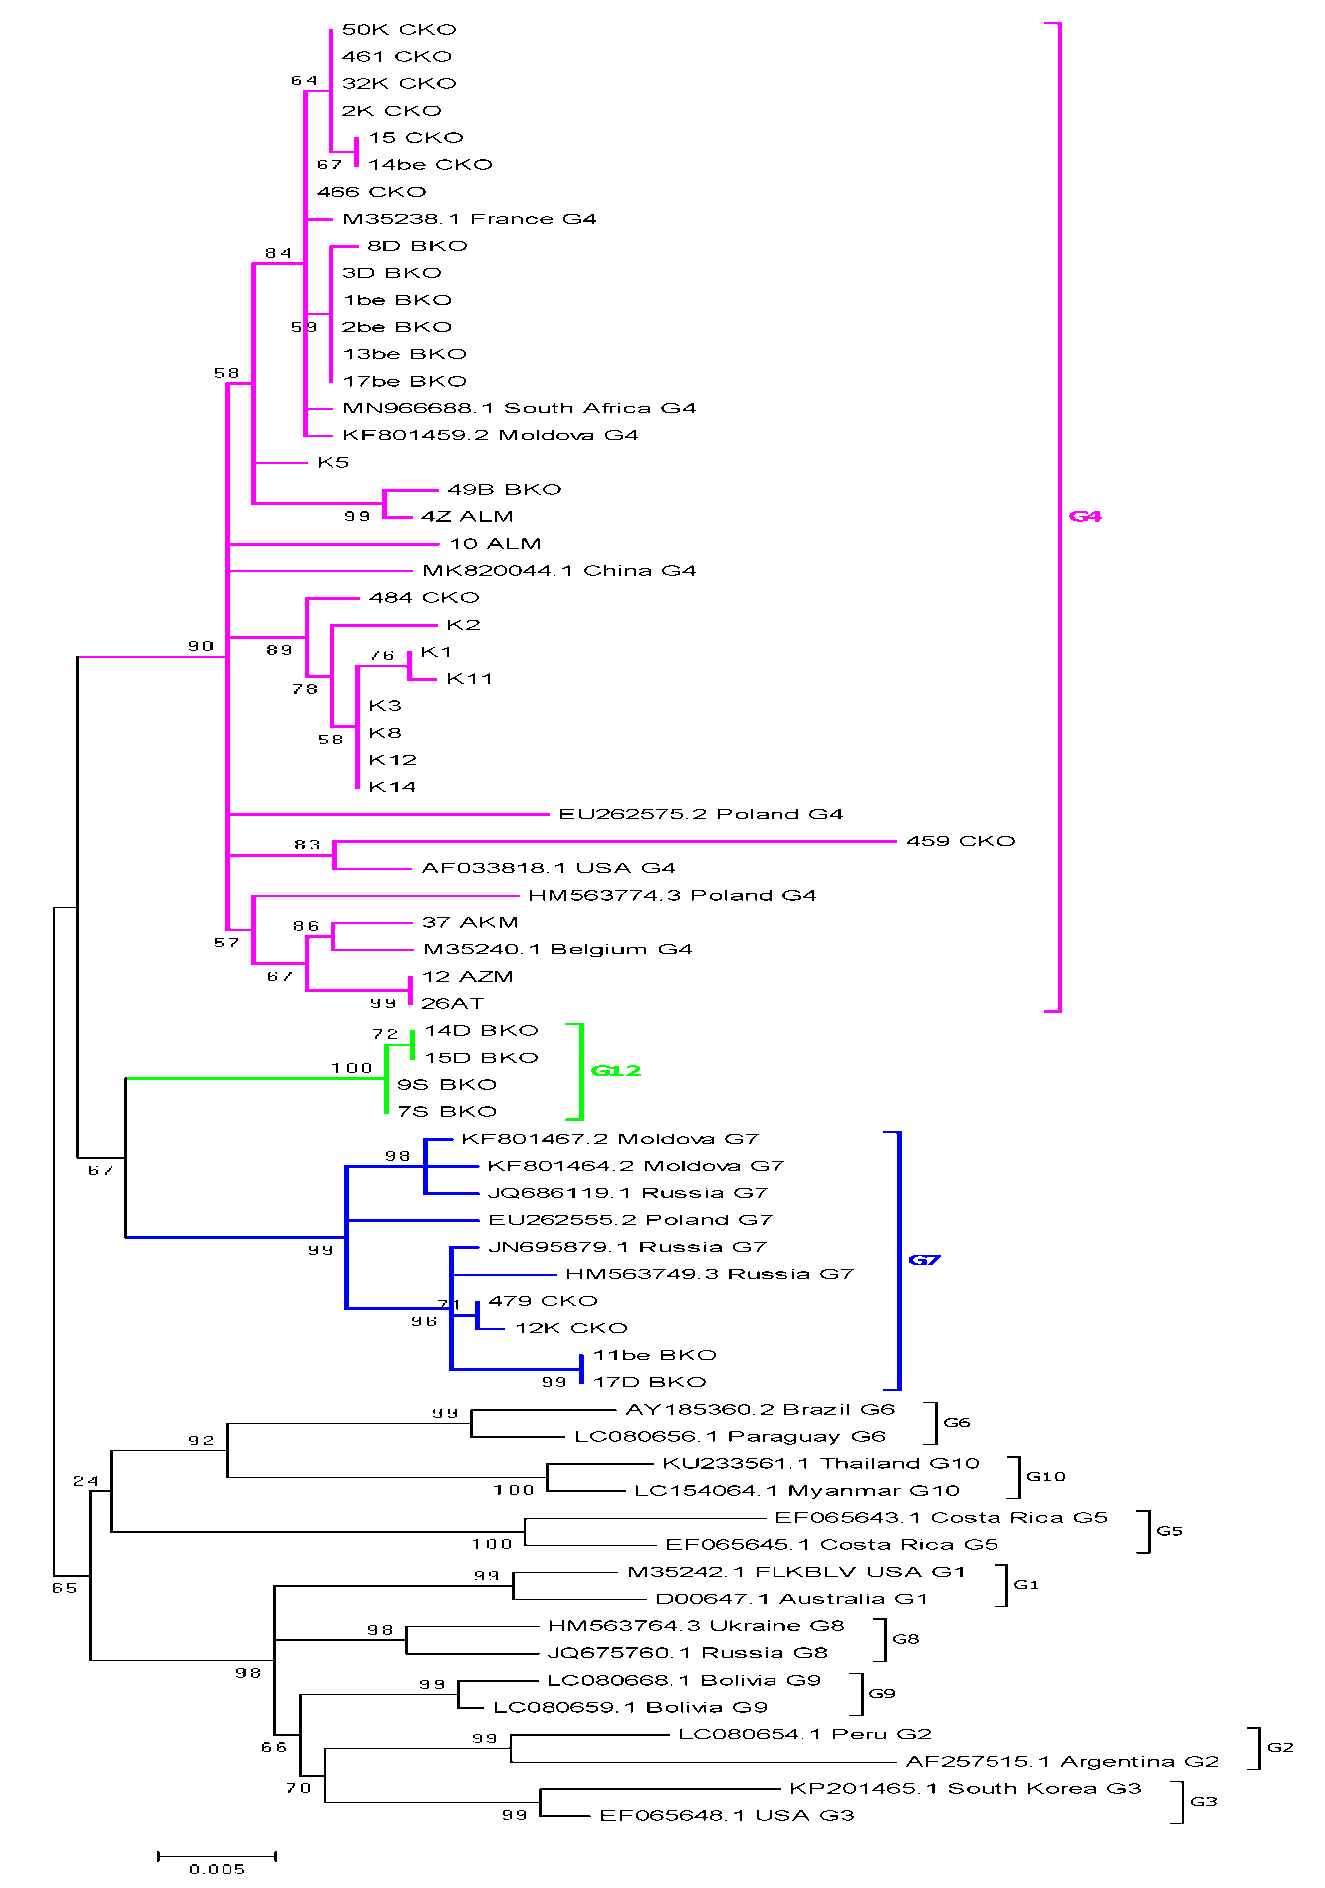 50K CKO
461 CKO
64
32K CKO
2K CKO
15 CKO
67
14be CKO
466 CKO
M35238.1 France G4
84
8D BKO
3D BKO
1be BKO
59
2be BKO
13be BKO
58
17be BKO
MN966688.1 South Africa G4
KF801459.2 Moldova G4
K5
49B BKO
99
4Z ALM
G4
10 ALM
MK820044.1 China G4
484 CKO
K2
90
89
76
K1
78
K11
K3
58
K8
K12
K14
EU262575.2 Poland G4
83
459 CKO
AF033818.1 USA G4
HM563774.3 Poland G4
57
86
37 AKM
M35240.1 Belgium G4
67
12 AZM
99
26AT
72
14D BKO
15D BKO
100
G12
9S BKO
7S BKO
67
KF801467.2 Moldova G7
98
KF801464.2 Moldova G7
JQ686119.1 Russia G7
EU262555.2 Poland G7
99
JN695879.1 Russia G7
G7
HM563749.3 Russia G7
71
479 CKO
96
12K CKO
11be BKO
99
17D BKO
99
AY185360.2 Brazil G6
G6
92
LC080656.1 Paraguay G6
24
KU233561.1 Thailand G10
G10
100
LC154064.1 Myanmar G10
EF065643.1 Costa Rica G5
G5
100
EF065645.1 Costa Rica G5
65
99
M35242.1 FLKBLV USA G1
G1
D00647.1 Australia G1
98
HM563764.3 Ukraine G8
G8
JQ675760.1 Russia G8
98
99
LC080668.1 Bolivia G9
G9
LC080659.1 Bolivia G9
66
99
LC080654.1 Peru G2
G2
AF257515.1 Argentina G2
70
KP201465.1 South Korea G3
G3
99
EF065648.1 USA G3
0.005